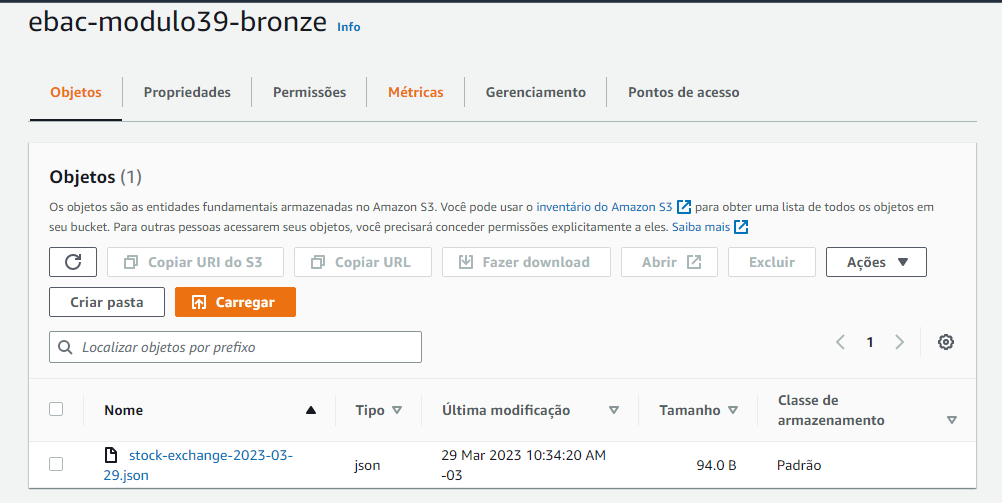 ebac-modulo39-bronze Info
Objetos Propriedades Permissões Métricas Gerenciamento Pontos de acesso
Objetos (1)
Os objetos são as entidades fundamentais armazenadas no Amazon S3. Você pode usar o inventário do Amazon S3 para obter uma lista de todos os objetos em
seu bucket. Para outras pessoas acessarem seus objetos, você precisará conceder permissões explicitamente a eles. Saiba mais
Copiar URI do S3 Copiar URL Fazer download Abrir Excluir Ações
Criar pasta Carregar
Localizar objetos por prefixo 1
Nome Tipo Última modificação Tamanho Classe de
armazenamento
stock-exchange-2023-03-
29.json json 29 Mar 2023 10:34:20 AM
-03 94.0 B Padrão